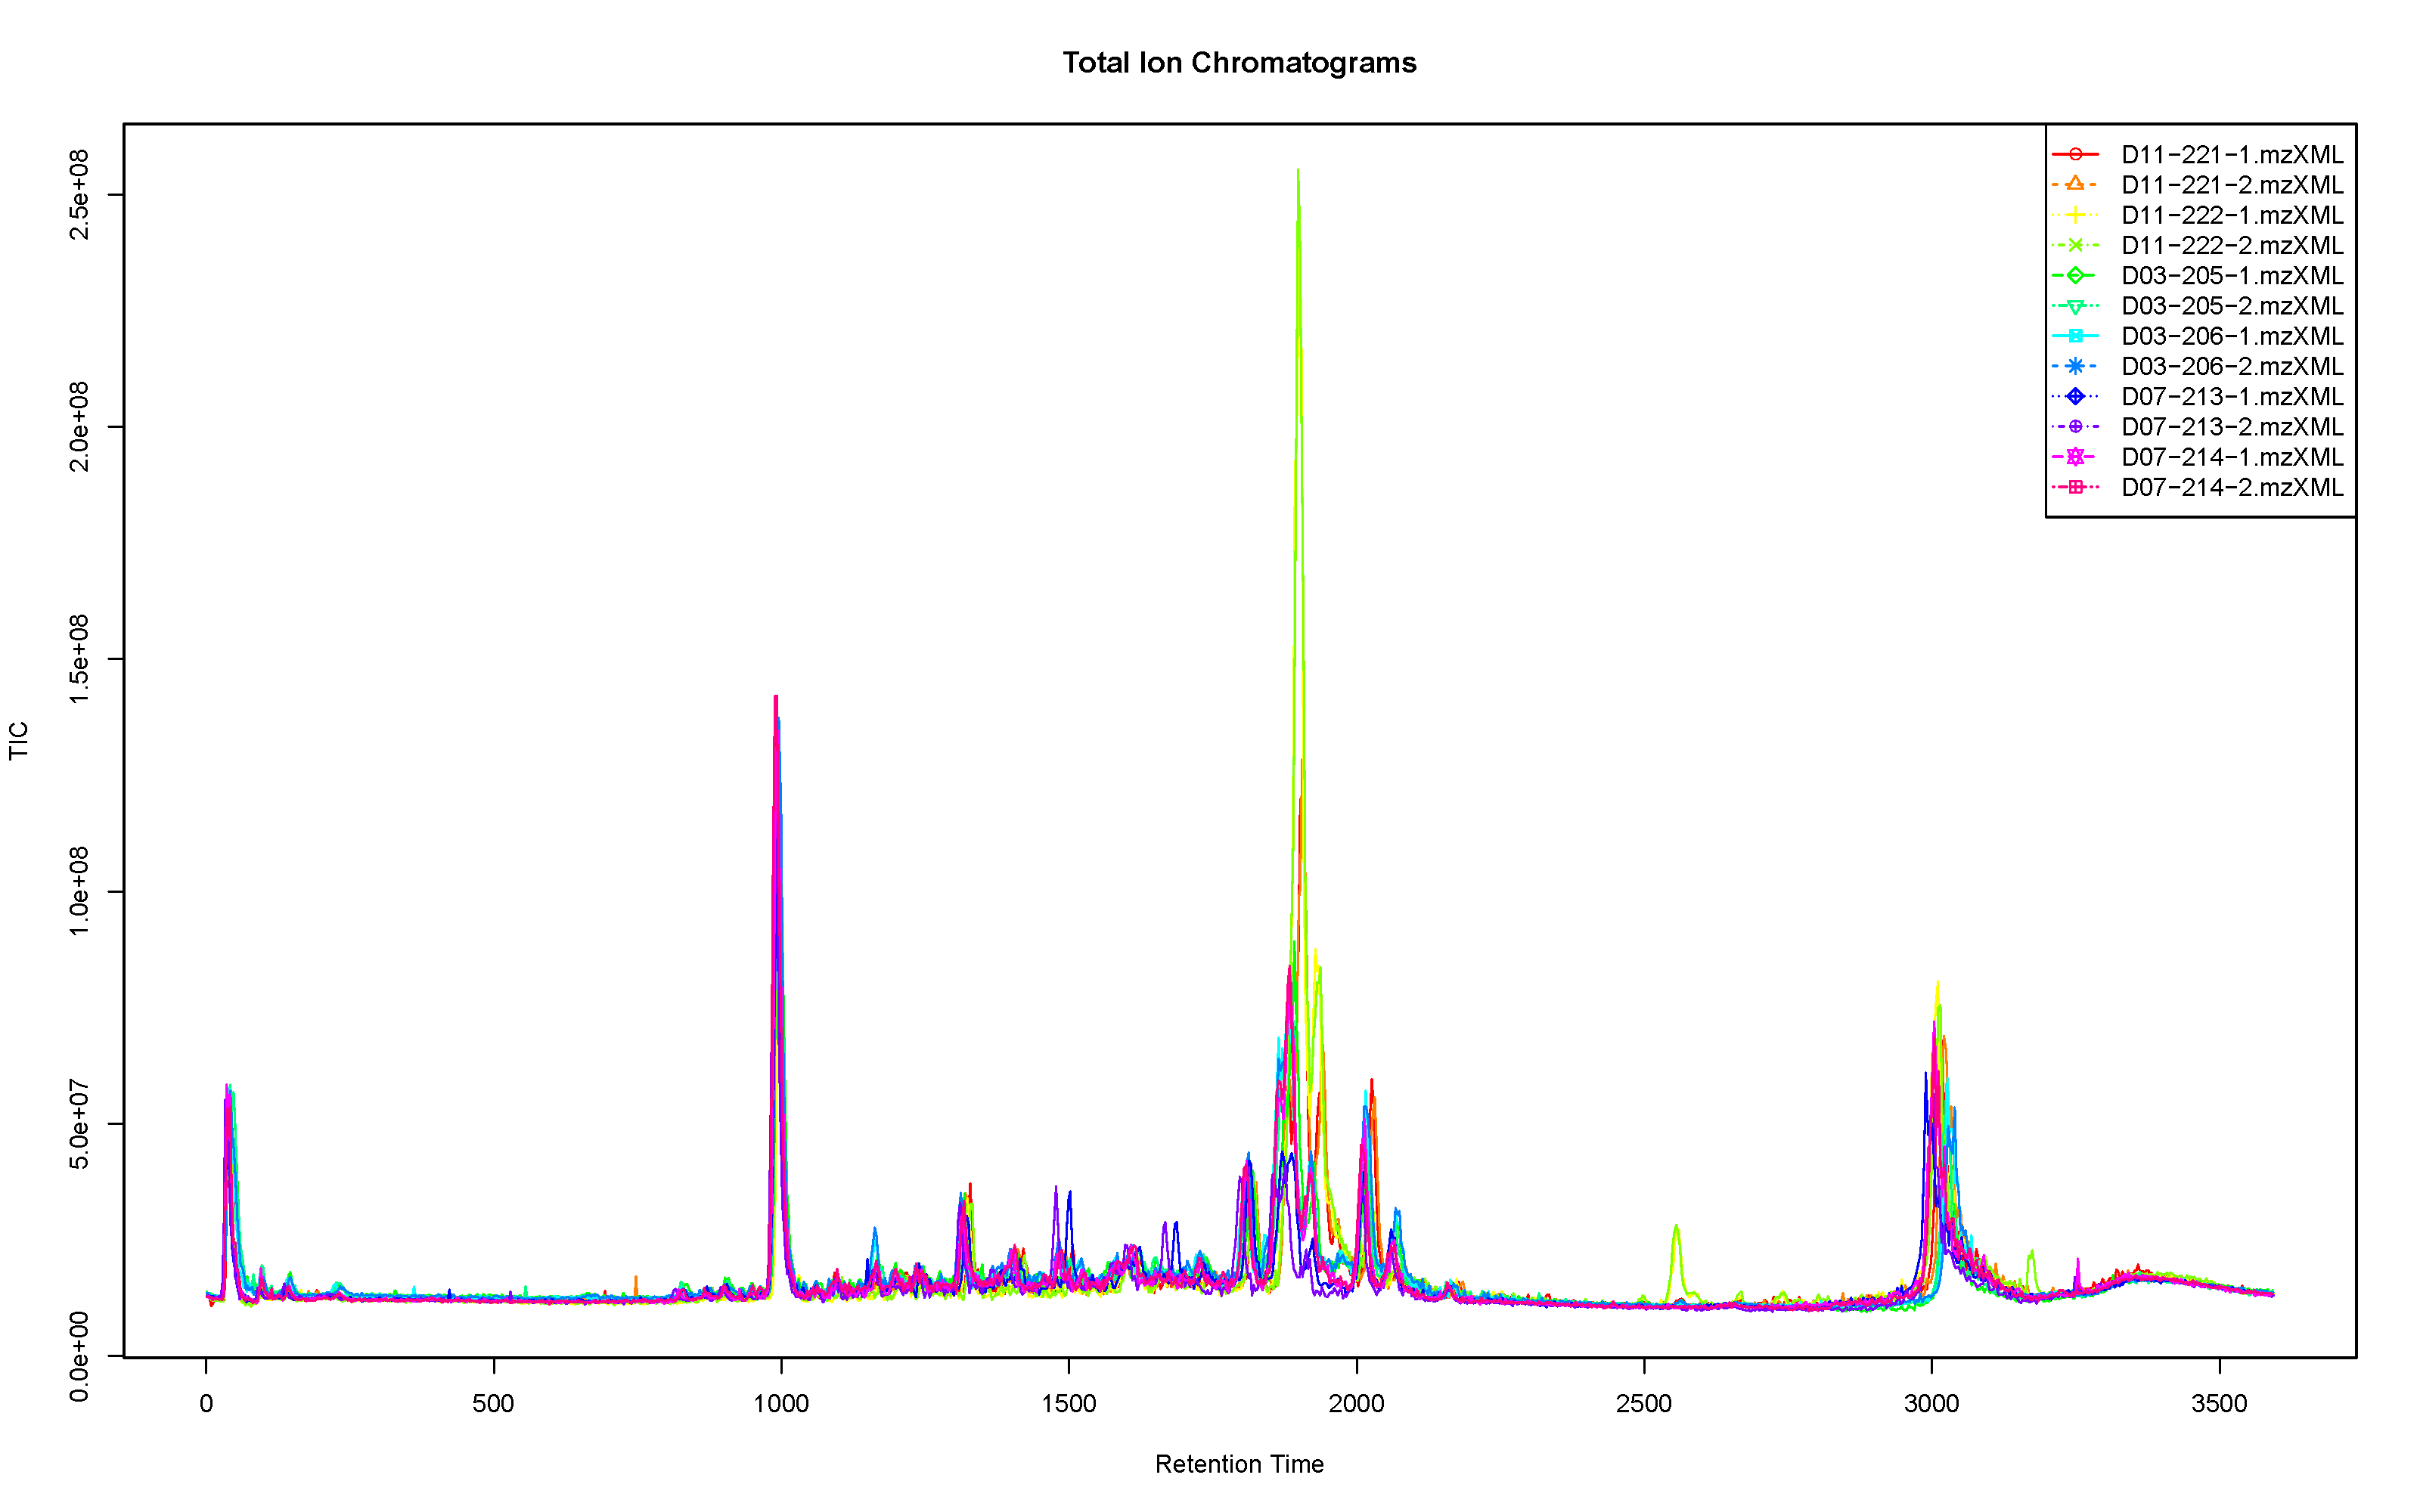 Total Ion Chromatograms
D11-221-1.mzXML
D11-221-2.mzXML
D11-222-1.mzXML
D11-222-2.mzXML
D03-205-1.mzXML
D03-205-2.mzXML
D03-206-1.mzXML
D03-206-2.mzXML
D07-213-1.mzXML
D07-213-2.mzXML
D07-214-1.mzXML
D07-214-2.mzXML
TIC
2.5e+08
2.0e+08
1.5e+08
1.0e+08
5.0e+07
0.0e+00
0 500 1000 1500 2000 2500 3000 3500
Retention Time